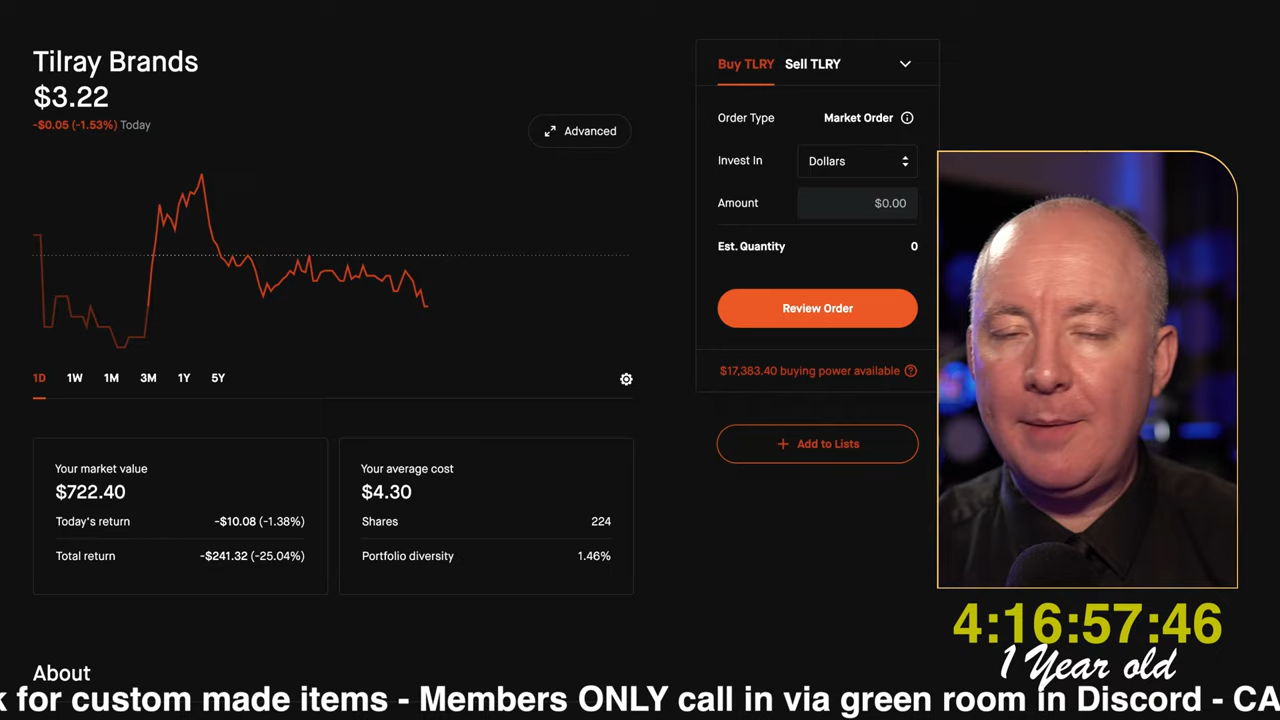 Tilray Brands
$3.22
-$0.05 (-1.53%) Today
Advanced
1D 1W 1M 3M 1Y 5Y
Your market value
$722.40
Today's return -$10.08 (-1.38%)
Total return -$241.32 (-25.04%)
Your average cost
$4.30
Shares 224
Portfolio diversity 1.46%
About
Buy TLRY Sell TLRY
Order Type Market Order
Invest In Dollars
Amount $0.00
Est. Quantity 0
Review Order
$17,383.40 buying power available
+ Add to Lists
4:16:57:46
1 Year old
k for custom made items - Members ONLY call in via green room in Discord - CA